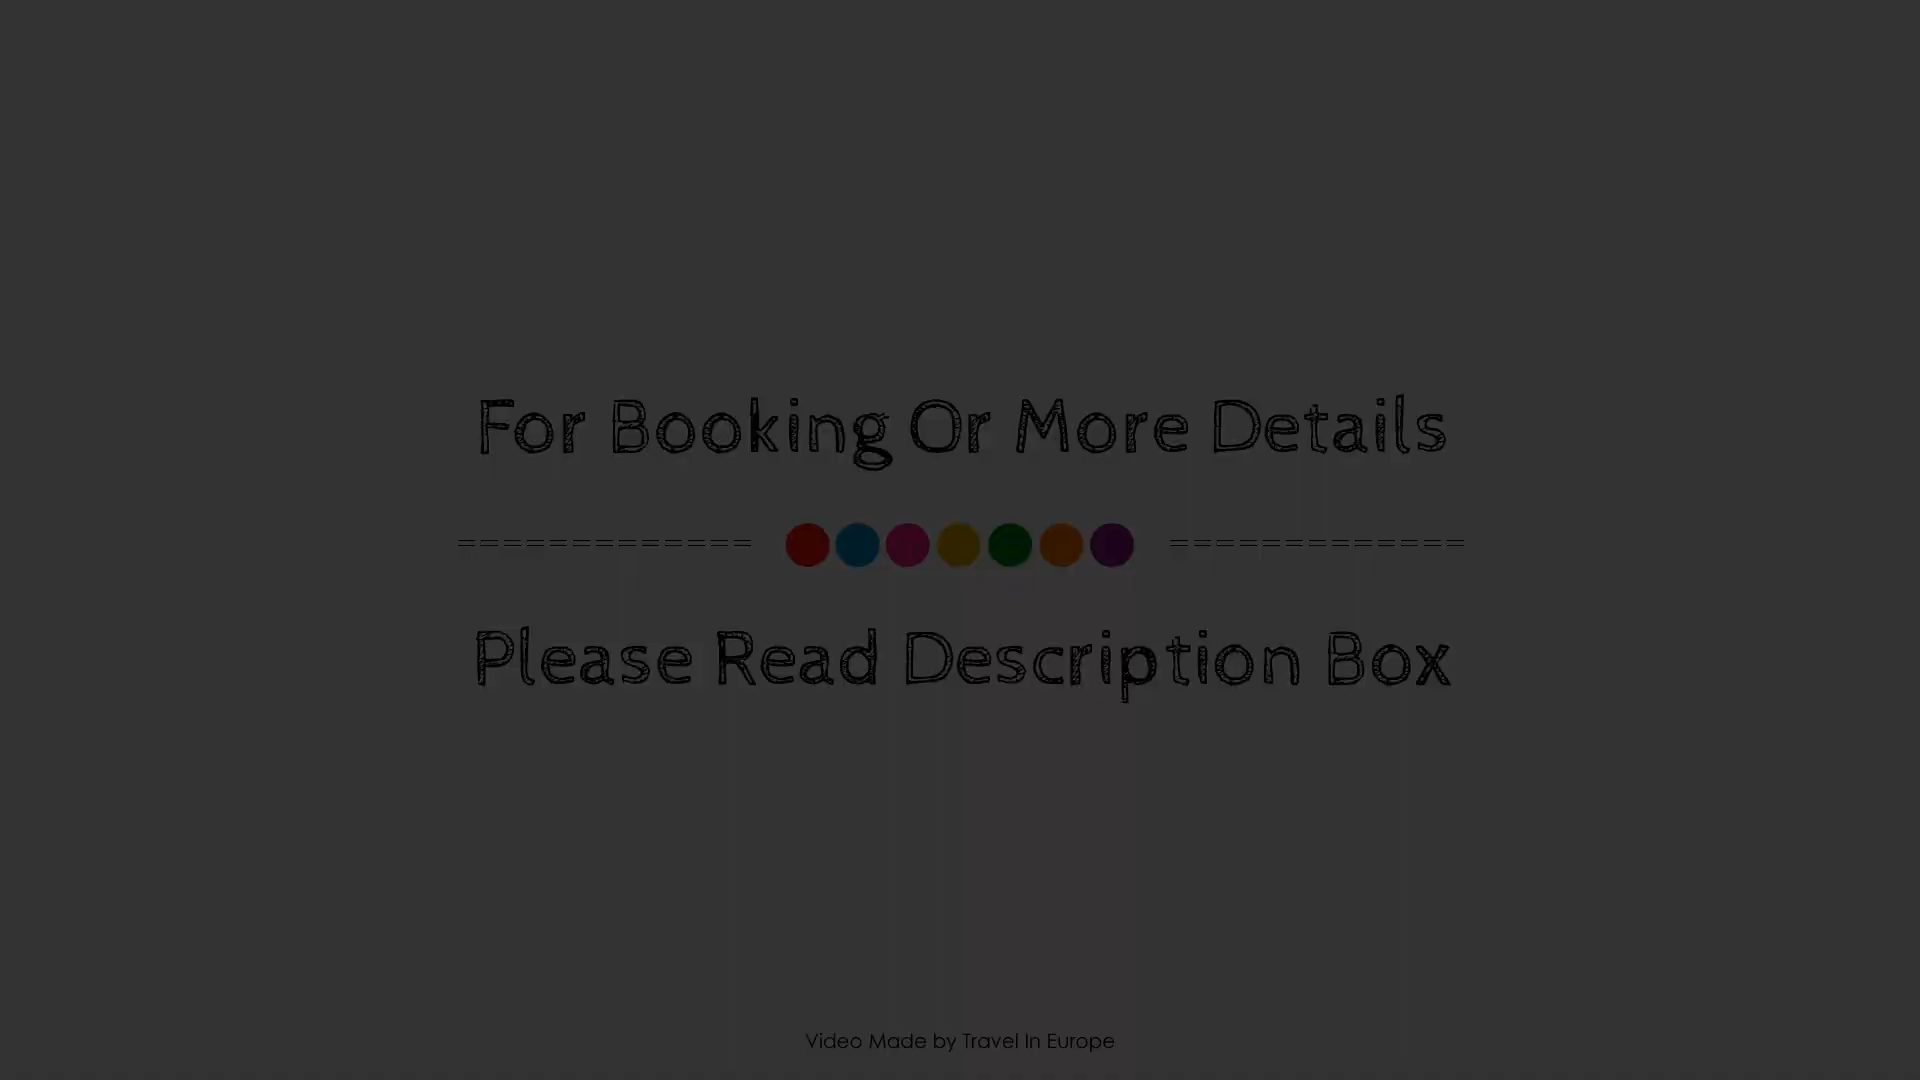 For Booking Or More Details
============= =============
Please Read Description Box
Video Made by Travel In Europe